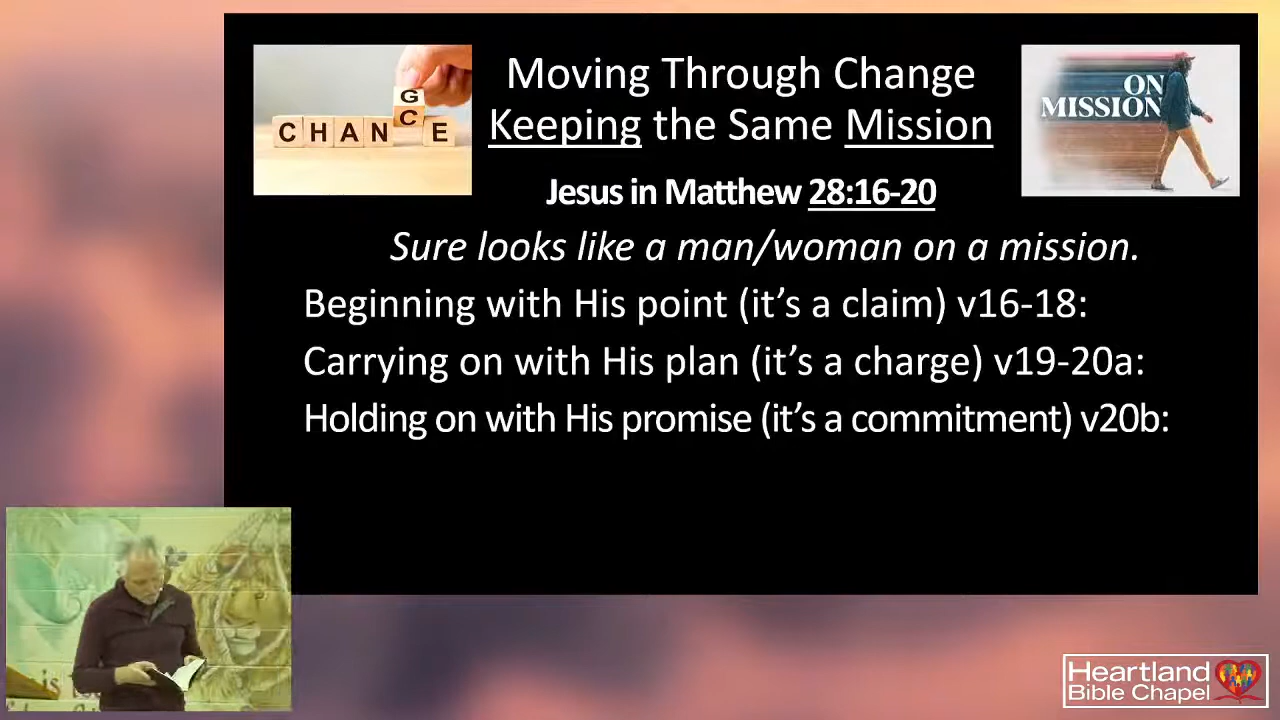 Moving Through Change
Keeping the Same Mission
CHAN
G
C
E
ON
MISSION
Jesus in Matthew 28:16-20
Sure looks like a man/woman on a mission.
Beginning with His point (it’s a claim) v16-18:
Carrying on with His plan (it’s a charge) v19-20a:
Holding on with His promise (it’s a commitment) v20b:
Heartland
Bible Chapel